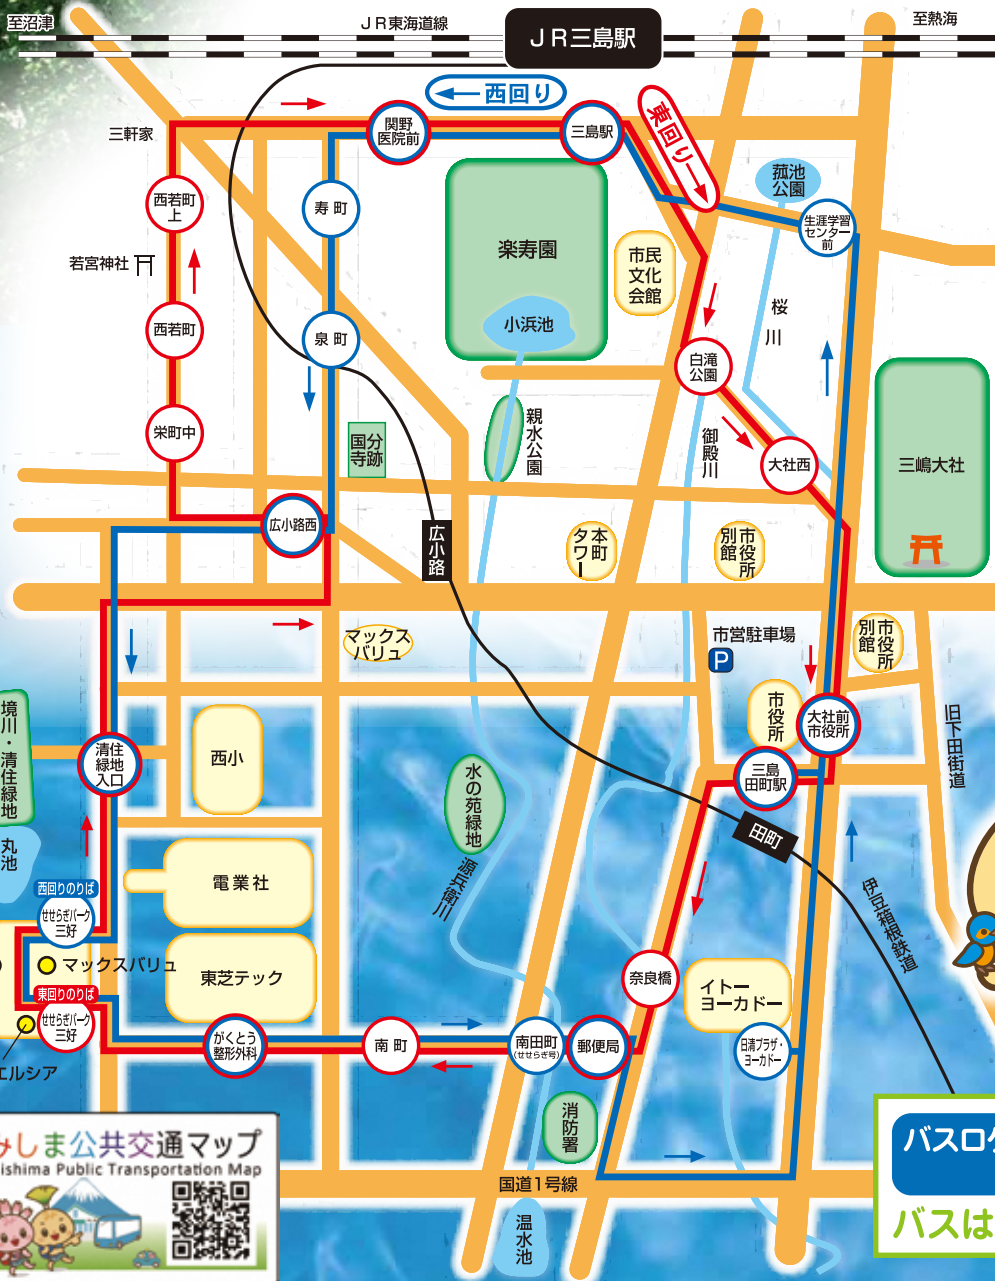 至沼津
JR東海道線
JR三島駅
至熱海
西回り
東回り
三軒家
関野
医院前
三島駅
菰池
公園
西若町
上
寿町
生涯学習
センター
前
若宮神社
楽寿園
市民
文化
会館
小浜池
桜川
西若町
泉町
白滝
公園
親水公園
御殿川
栄町中
国分
寺跡
大社西
三嶋大社
広小路西
広小路
本町
タワー
市役所
別館
マックス
バリュ
市営駐車場
P
市役所
別館
境川・清住緑地
市役所
大社前
市役所
旧下田街道
清住
緑地
入口
西小
水の苑緑地
三島
田町駅
田町
丸池
源兵衛川
電業社
伊豆箱根鉄道
西回りのりば
せせらぎパーク
三好
マックスバリュ
東芝テック
奈良橋
イトー
ヨーカドー
東回りのりば
せせらぎパーク
三好
エルシア
がくとう
整形外科
南町
南田町
(せせらぎ号)
郵便局
日清プラザ・
ヨーカドー
消防署
みしま公共交通マップ
ishima Public Transportation Map
国道1号線
温水池
バスロケ
バスは